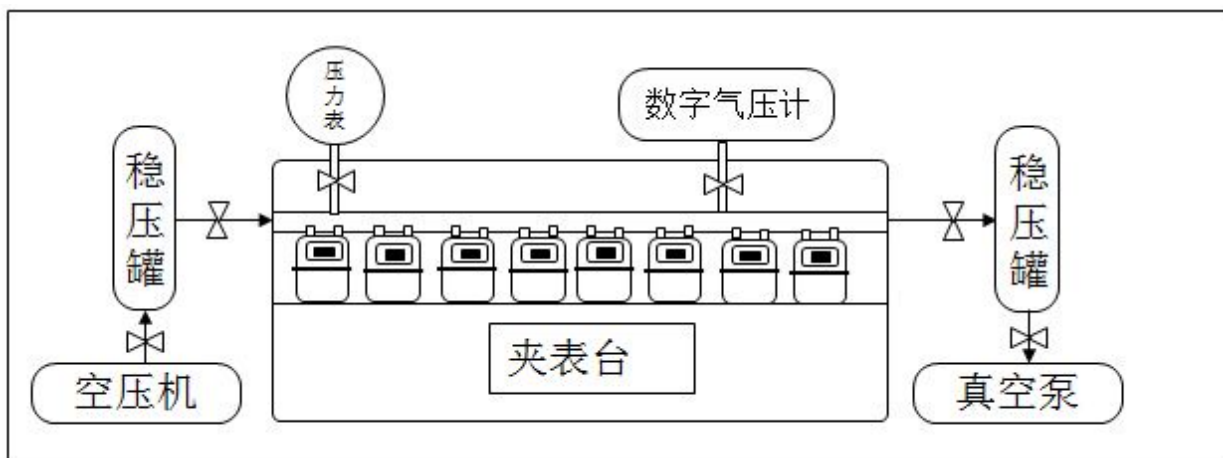 压力表
数字气压计
稳压罐
稳压罐
夹表台
空压机
真空泵